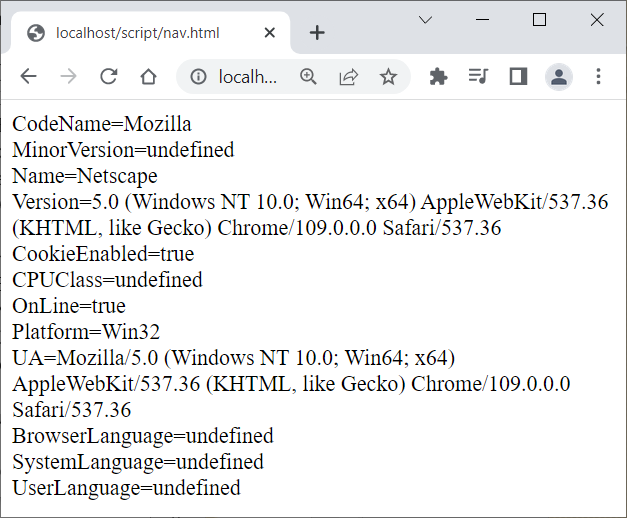 localhost/script/nav.html
localh...
CodeName=Mozilla
MinorVersion=undefined
Name=Netscape
Version=5.0 (Windows NT 10.0; Win64; x64) AppleWebKit/537.36
(KHTML, like Gecko) Chrome/109.0.0.0 Safari/537.36
CookieEnabled=true
CPUClass=undefined
OnLine=true
Platform=Win32
UA=Mozilla/5.0 (Windows NT 10.0; Win64; x64)
AppleWebKit/537.36 (KHTML, like Gecko) Chrome/109.0.0.0
Safari/537.36
BrowserLanguage=undefined
SystemLanguage=undefined
UserLanguage=undefined